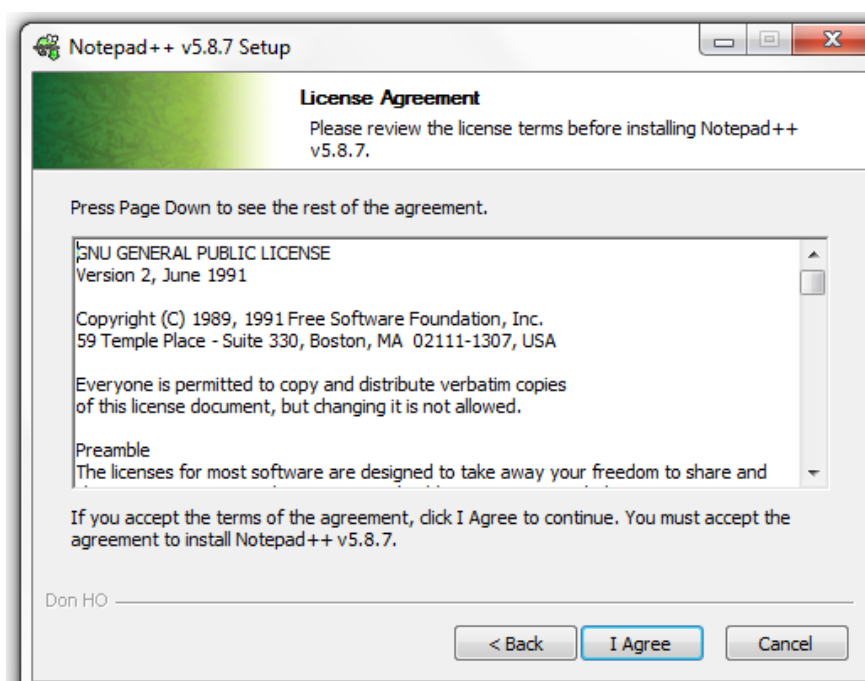 Notepad++ v5.8.7 Setup
License Agreement
Please review the license terms before installing Notepad++
v5.8.7.
Press Page Down to see the rest of the agreement.
GNU GENERAL PUBLIC LICENSE
Version 2, June 1991
Copyright (C) 1989, 1991 Free Software Foundation, Inc.
59 Temple Place - Suite 330, Boston, MA  02111-1307, USA
Everyone is permitted to copy and distribute verbatim copies
of this license document, but changing it is not allowed.
Preamble
The licenses for most software are designed to take away your freedom to share and
If you accept the terms of the agreement, click I Agree to continue. You must accept the
agreement to install Notepad++ v5.8.7.
Don HO
< Back
I Agree
Cancel